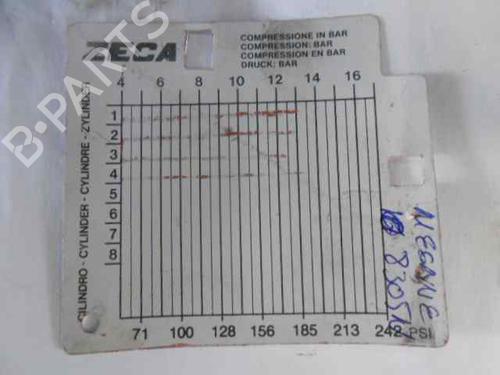 BECA
COMPRESSIONE IN BAR
COMPRESSION: BAR
COMPRESSION EN BAR
DRUCK: BAR
4 6 8 10 12 14 16
CILINDRO - CYLINDER - CYLINDRE - ZYLINDER
1
2
3
4
5
6
7
8
71 100 128 156 185 213 242 PSI
MEGANE
B-PARTS